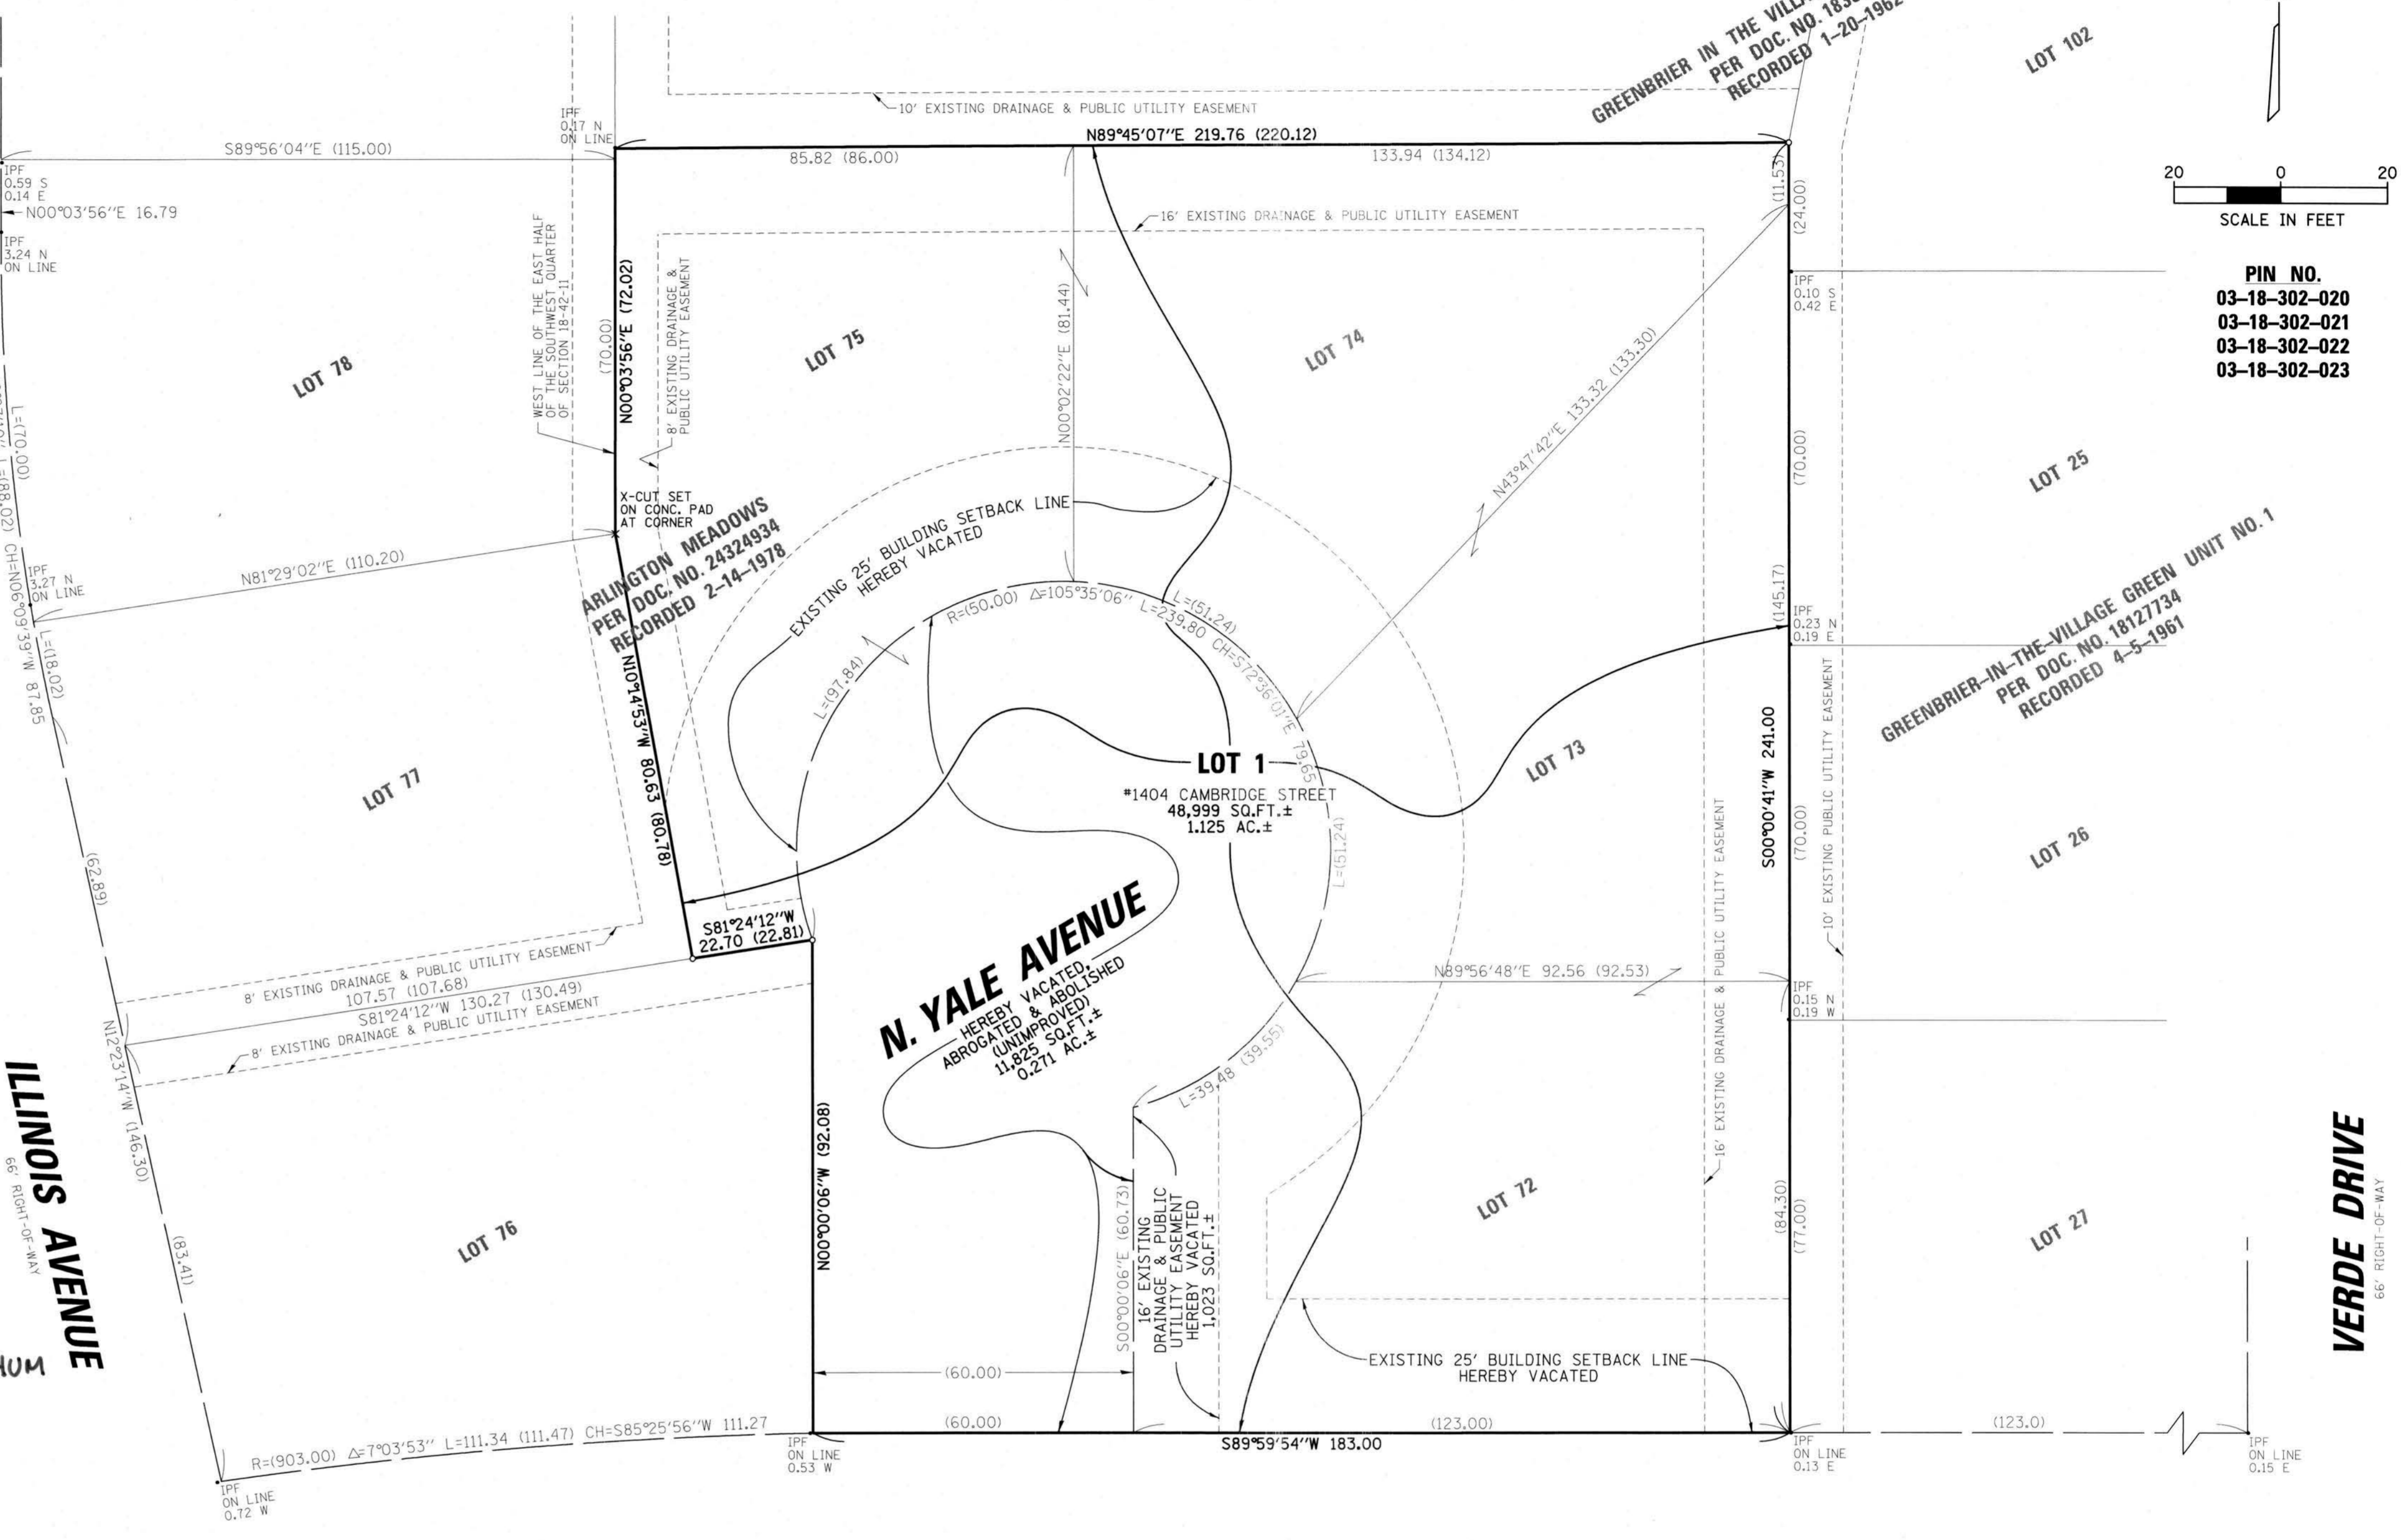 GREENBRIER IN THE VILLA
PER DOC. NO. 183
RECORDED 1–20–1962
LOT 102
10' EXISTING DRAINAGE & PUBLIC UTILITY EASEMENT
IPF
0.17 N
ON LINE
N89°45'07"E 219.76 (220.12)
85.82 (86.00)
133.94 (134.12)
S89°56'04"E (115.00)
IPF
0.59 S
0.14 E
N00°03'56"E 16.79
IPF
3.24 N
ON LINE
(11.53)
(24.00)
20 0 20
SCALE IN FEET
PIN NO.
03–18–302–020
03–18–302–021
03–18–302–022
03–18–302–023
16' EXISTING DRAINAGE & PUBLIC UTILITY EASEMENT
WEST LINE OF THE EAST HALF
OF THE SOUTHWEST QUARTER
OF SECTION 18-42-11
(70.00)
N00°03'56"E (72.02)
8' EXISTING DRAINAGE &
PUBLIC UTILITY EASEMENT
N00°02'22"E (81.44)
IPF
0.10 S
0.42 E
LOT 78
LOT 75
LOT 74
N43°47'42"E 133.32 (133.30)
(70.00)
LOT 25
L=(70.00)
L=(88.02) CH=N06°09'39"W 87.85
X-CUT SET
ON CONC. PAD
AT CORNER
ARLINGTON MEADOWS
PER DOC. NO. 24324934
RECORDED 2–14–1978
EXISTING 25' BUILDING SETBACK LINE
HEREBY VACATED
N81°29'02"E (110.20)
IPF
3.27 N
ON LINE
L=(18.02)
R=(50.00) Δ=105°35'06" L=239.80 CH=S72°36'01"E 79.65
L=(51.24)
L=(97.84)
(145.17)
IPF
0.23 N
0.19 E
GREENBRIER–IN–THE–VILLAGE GREEN UNIT NO. 1
PER DOC. NO. 18127734
RECORDED 4–5–1961
N10°14'53"W 80.63 (80.78)
LOT 77
LOT 1
#1404 CAMBRIDGE STREET
48,999 SQ.FT.±
1.125 AC.±
LOT 73
S00°00'41"W 241.00
(70.00)
10' EXISTING PUBLIC UTILITY EASEMENT
LOT 26
L=(51.24)
(62.89)
S81°24'12"W
22.70 (22.81)
8' EXISTING DRAINAGE & PUBLIC UTILITY EASEMENT
107.57 (107.68)
S81°24'12"W 130.27 (130.49)
8' EXISTING DRAINAGE & PUBLIC UTILITY EASEMENT
N. YALE AVENUE
HEREBY VACATED,
ABROGATED & ABOLISHED
(UNIMPROVED)
11,825 SQ.FT.±
0.271 AC.±
N89°56'48"E 92.56 (92.53)
IPF
0.15 N
0.19 W
16' EXISTING DRAINAGE & PUBLIC UTILITY EASEMENT
L=39.48 (39.55)
N12°23'14"W (146.30)
ILLINOIS AVENUE
66' RIGHT-OF-WAY
N00°00'06"W (92.08)
LOT 76
(83.41)
S00°00'06"E (60.73)
16' EXISTING
DRAINAGE & PUBLIC
UTILITY EASEMENT
HEREBY VACATED
1,023 SQ.FT.±
LOT 72
(84.30)
(77.00)
LOT 27
VERDE DRIVE
66' RIGHT-OF-WAY
(60.00)
EXISTING 25' BUILDING SETBACK LINE
HEREBY VACATED
(60.00)
(123.00)
(123.0)
S89°59'54"W 183.00
R=(903.00) Δ=7°03'53" L=111.34 (111.47) CH=S85°25'56"W 111.27
IPF
ON LINE
0.53 W
IPF
ON LINE
0.13 E
IPF
ON LINE
0.15 E
IPF
ON LINE
0.72 W